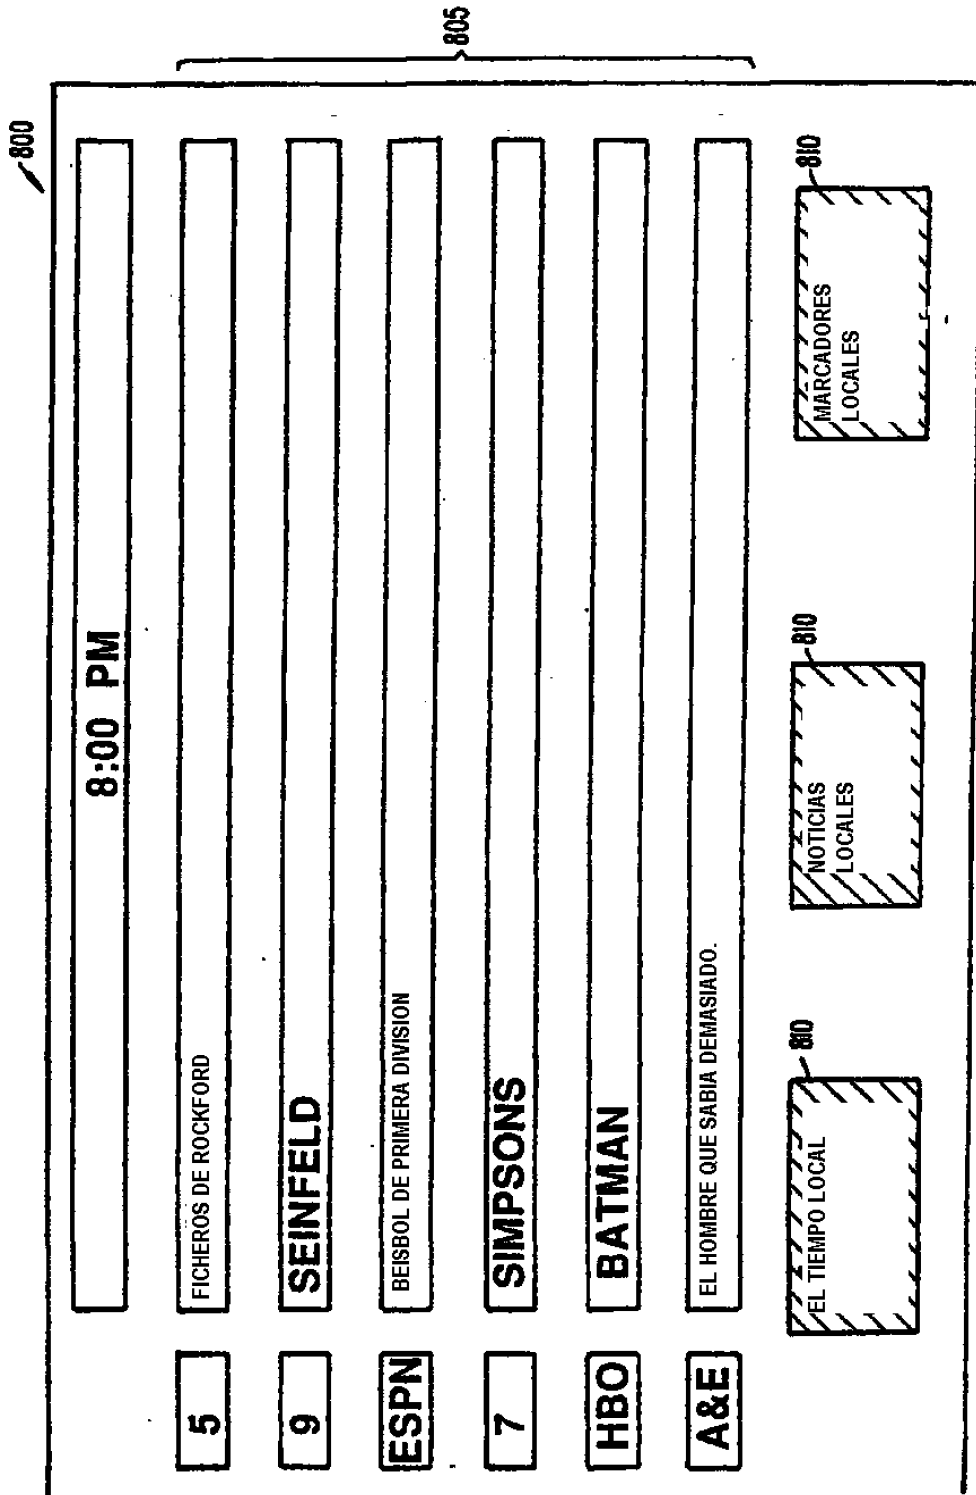 800
8:00 PM
805
5
FICHEROS DE ROCKFORD
9
SEINFELD
ESPN
BEISBOL DE PRIMERA DIVISION
7
SIMPSONS
HBO
BATMAN
A&E
EL HOMBRE QUE SABIA DEMASIADO.
810
EL TIEMPO LOCAL
810
NOTICIAS
LOCALES
810
MARCADORES
LOCALES